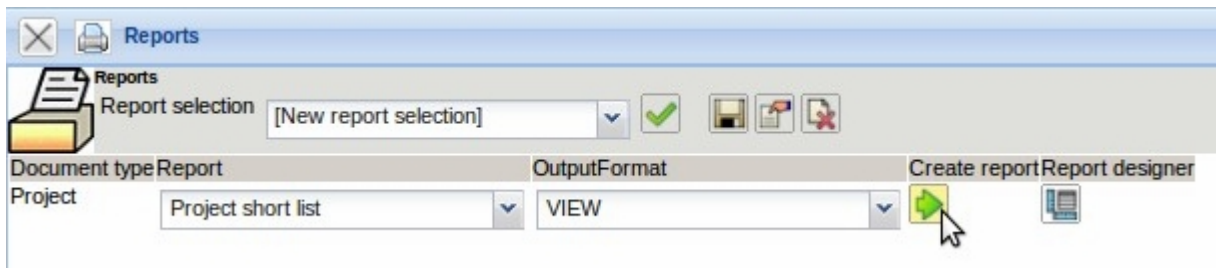 Reports
Reports
Report selection [New report selection]
Document type Report OutputFormat Create report Report designer
Project Project short list VIEW